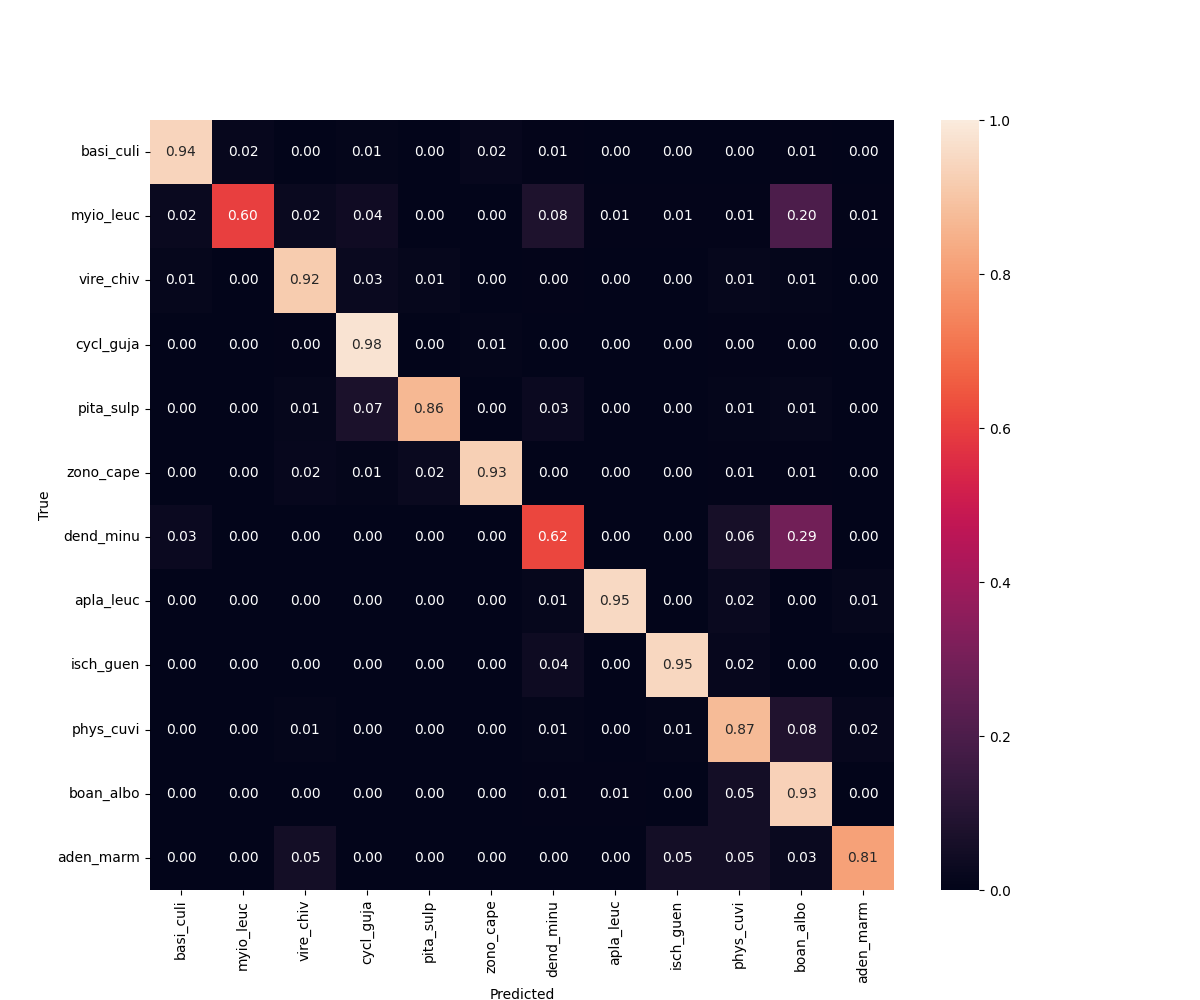 basi_culi 0.94 0.02 0.00 0.01 0.00 0.02 0.01 0.00 0.00 0.00 0.01 0.00
myio_leuc 0.02 0.60 0.02 0.04 0.00 0.00 0.08 0.01 0.01 0.01 0.20 0.01
vire_chiv 0.01 0.00 0.92 0.03 0.01 0.00 0.00 0.00 0.00 0.01 0.01 0.00
cycl_guja 0.00 0.00 0.00 0.98 0.00 0.01 0.00 0.00 0.00 0.00 0.00 0.00
pita_sulp 0.00 0.00 0.01 0.07 0.86 0.00 0.03 0.00 0.00 0.01 0.01 0.00
zono_cape 0.00 0.00 0.02 0.01 0.02 0.93 0.00 0.00 0.00 0.01 0.01 0.00
dend_minu 0.03 0.00 0.00 0.00 0.00 0.00 0.62 0.00 0.00 0.06 0.29 0.00
apla_leuc 0.00 0.00 0.00 0.00 0.00 0.00 0.01 0.95 0.00 0.02 0.00 0.01
isch_guen 0.00 0.00 0.00 0.00 0.00 0.00 0.04 0.00 0.95 0.02 0.00 0.00
phys_cuvi 0.00 0.00 0.01 0.00 0.00 0.00 0.01 0.00 0.01 0.87 0.08 0.02
boan_albo 0.00 0.00 0.00 0.00 0.00 0.00 0.01 0.01 0.00 0.05 0.93 0.00
aden_marm 0.00 0.00 0.05 0.00 0.00 0.00 0.00 0.00 0.05 0.05 0.03 0.81
True
basi_culi myio_leuc vire_chiv cycl_guja pita_sulp zono_cape dend_minu apla_leuc isch_guen phys_cuvi boan_albo aden_marm
Predicted
1.0
0.8
0.6
0.4
0.2
0.0